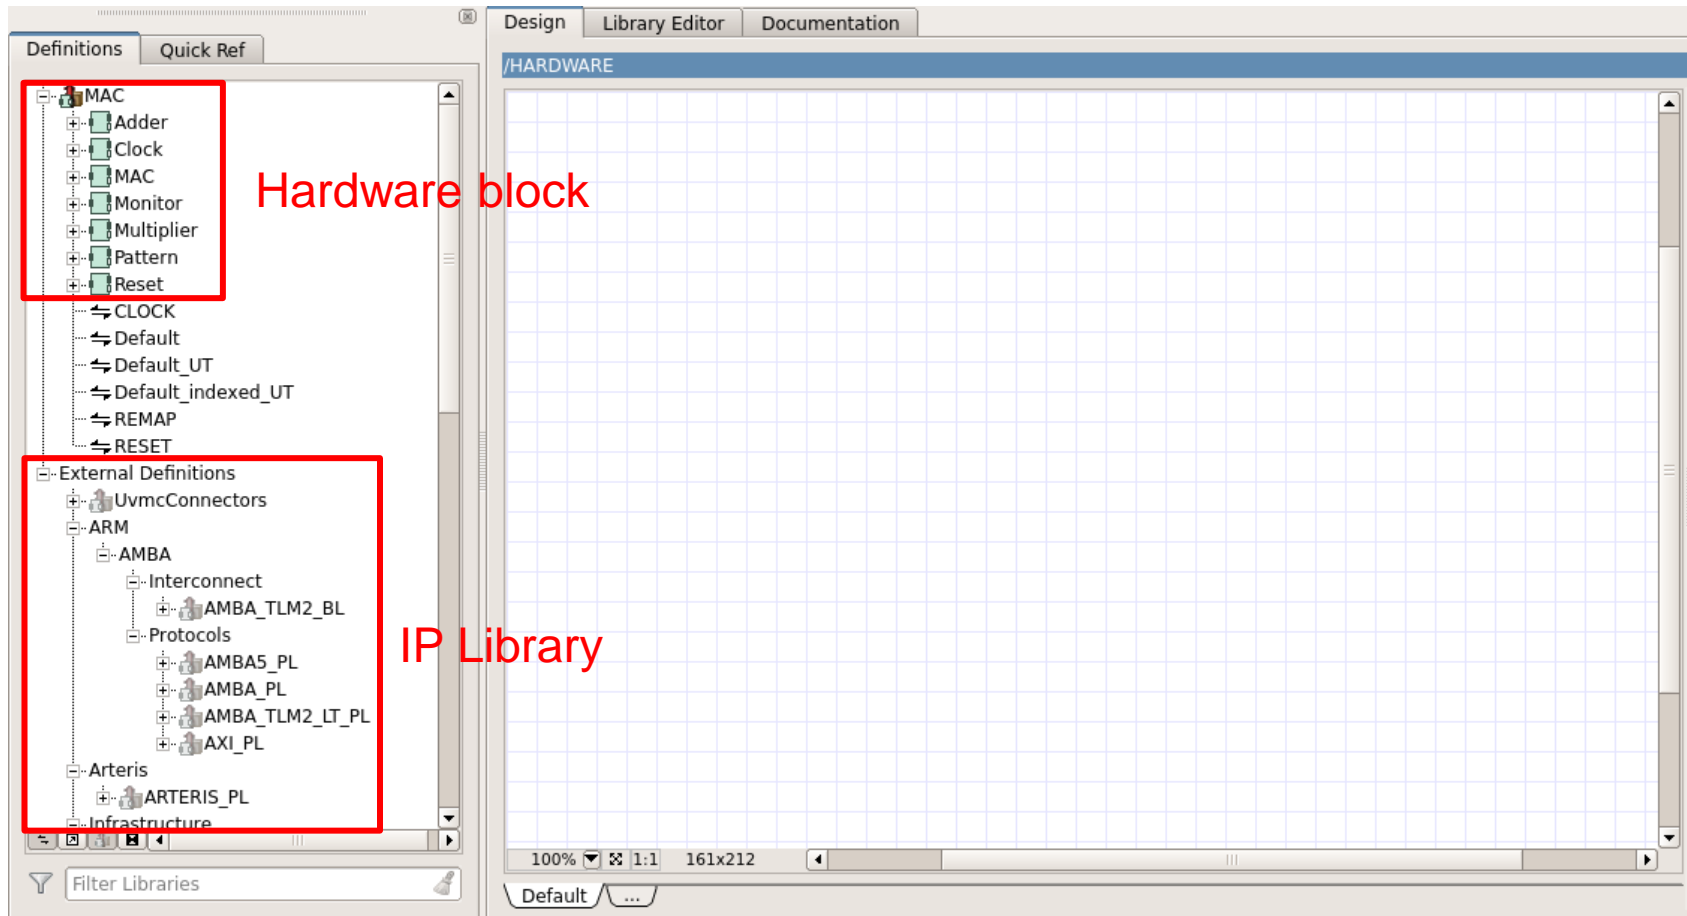 Definitions
Quick Ref
MAC
Adder
Clock
MAC
Monitor
Multiplier
Pattern
Reset
CLOCK
Default
Default_UT
Default_indexed_UT
REMAP
RESET
External Definitions
UvmcConnectors
ARM
AMBA
Interconnect
AMBA_TLM2_BL
Protocols
AMBA5_PL
AMBA_PL
AMBA_TLM2_LT_PL
AXI_PL
Arteris
ARTERIS_PL
Infrastructure
Filter Libraries
Hardware block
IP Library
Design
Library Editor
Documentation
/HARDWARE
100%
1:1
161x212
Default
...